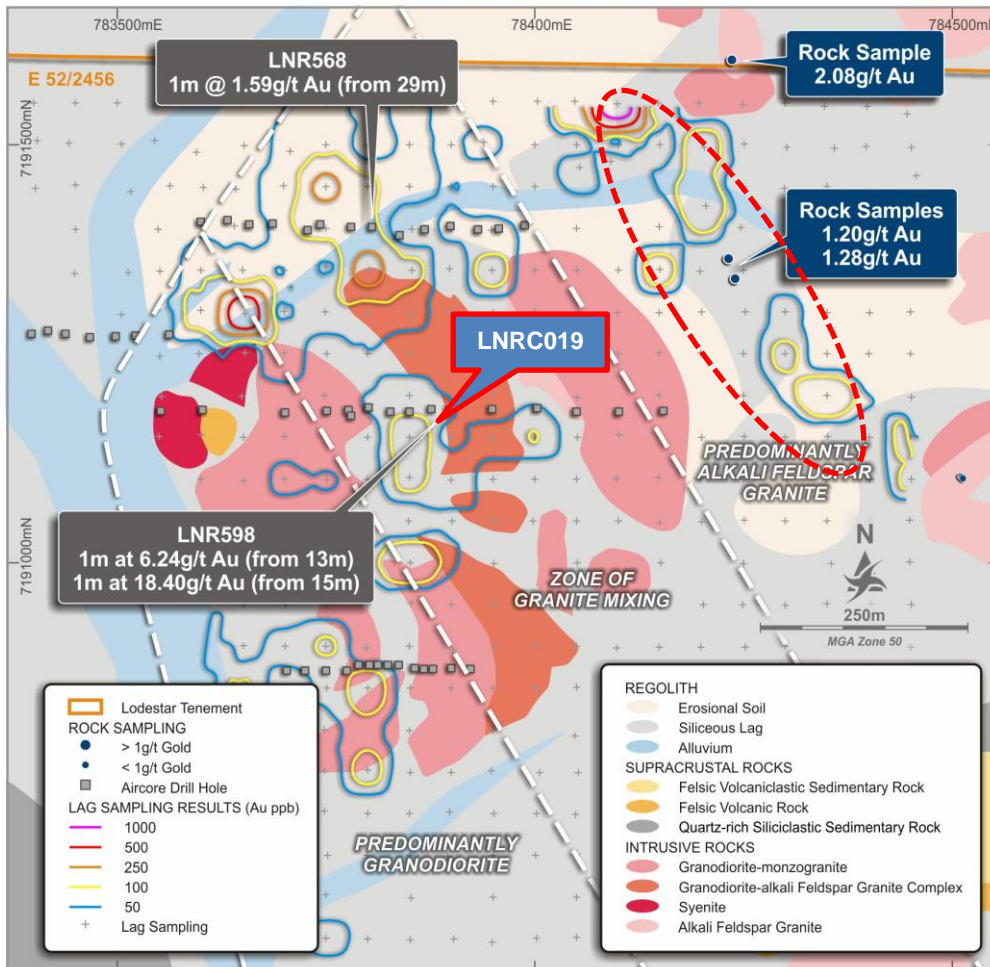 783500mE
78400mE
784500mE
E 52/2456
LNR568
1m @ 1.59g/t Au (from 29m)
Rock Sample
2.08g/t Au
7191500mN
Rock Samples
1.20g/t Au
1.28g/t Au
LNRC019
PREDOMINANTLY
ALKALI FELDSPAR
GRANITE
LNR598
1m at 6.24g/t Au (from 13m)
1m at 18.40g/t Au (from 15m)
7191000mN
ZONE OF
GRANITE MIXING
N
250m
MGA Zone 50
PREDOMINANTLY
GRANODIORITE
Lodestar Tenement
ROCK SAMPLING
> 1g/t Gold
< 1g/t Gold
Aircore Drill Hole
LAG SAMPLING RESULTS (Au ppb)
1000
500
250
100
50
Lag Sampling
REGOLITH
Erosional Soil
Siliceous Lag
Alluvium
SUPRACRUSTAL ROCKS
Felsic Volcaniclastic Sedimentary Rock
Felsic Volcanic Rock
Quartz-rich Siliciclastic Sedimentary Rock
INTRUSIVE ROCKS
Granodiorite-monzogranite
Granodiorite-alkali Feldspar Granite Complex
Syenite
Alkali Feldspar Granite